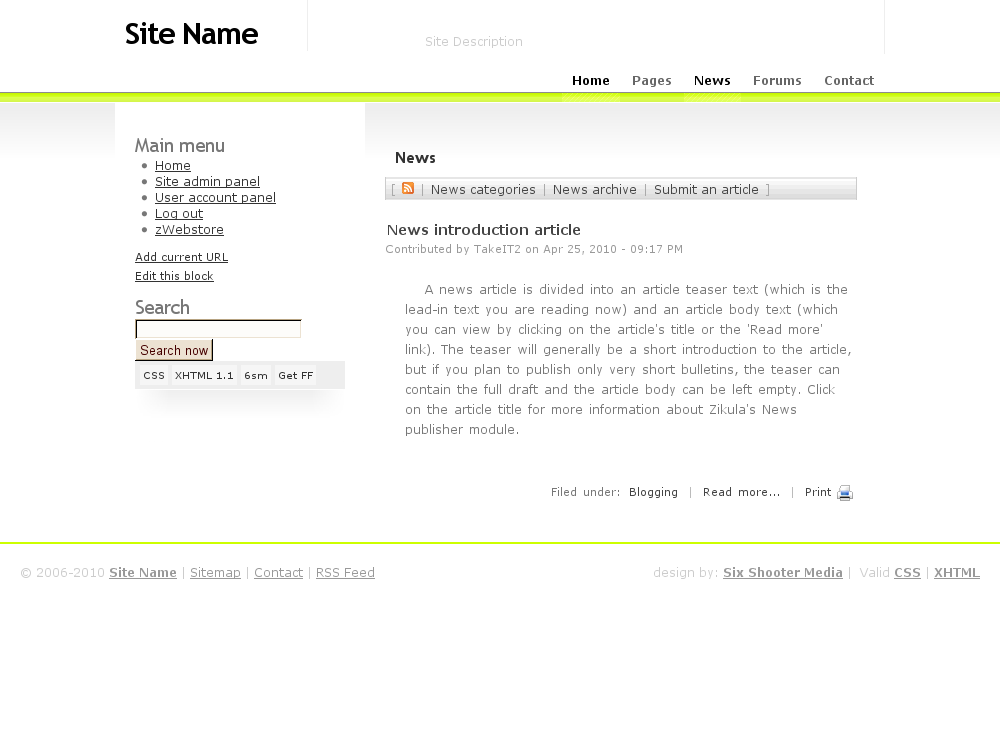 Site Name
Site Description
Home Pages News Forums Contact
Main menu
Home
Site admin panel
User account panel
Log out
zWebstore
Add current URL
Edit this block
Search
Search now
CSS XHTML 1.1 6sm Get FF
News
[ | News categories | News archive | Submit an article ]
News introduction article
Contributed by TakeIT2 on Apr 25, 2010 - 09:17 PM
A news article is divided into an article teaser text (which is the
lead-in text you are reading now) and an article body text (which
you can view by clicking on the article's title or the 'Read more'
link). The teaser will generally be a short introduction to the article,
but if you plan to publish only very short bulletins, the teaser can
contain the full draft and the article body can be left empty. Click
on the article title for more information about Zikula's News
publisher module.
Filed under: Blogging | Read more... | Print
© 2006-2010 Site Name | Sitemap | Contact | RSS Feed
design by: Six Shooter Media | Valid CSS | XHTML